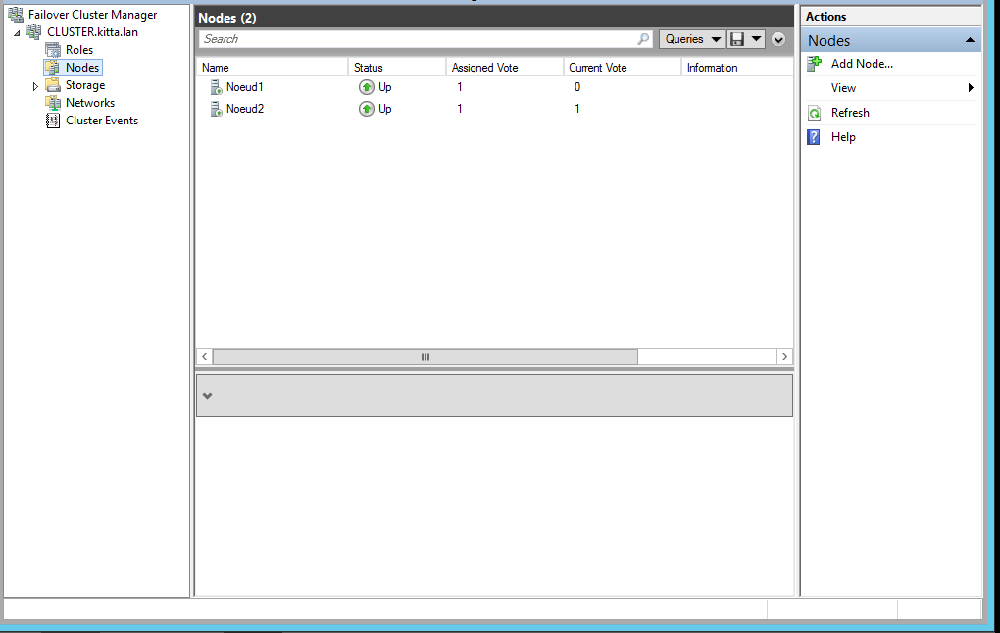 Failover Cluster Manager
CLUSTER.kitta.lan
Roles
Nodes
Storage
Networks
Cluster Events
Nodes (2)
Search
Queries
Name Status Assigned Vote Current Vote Information
Noeud1 Up 1 0
Noeud2 Up 1 1
Actions
Nodes
Add Node...
View
Refresh
Help